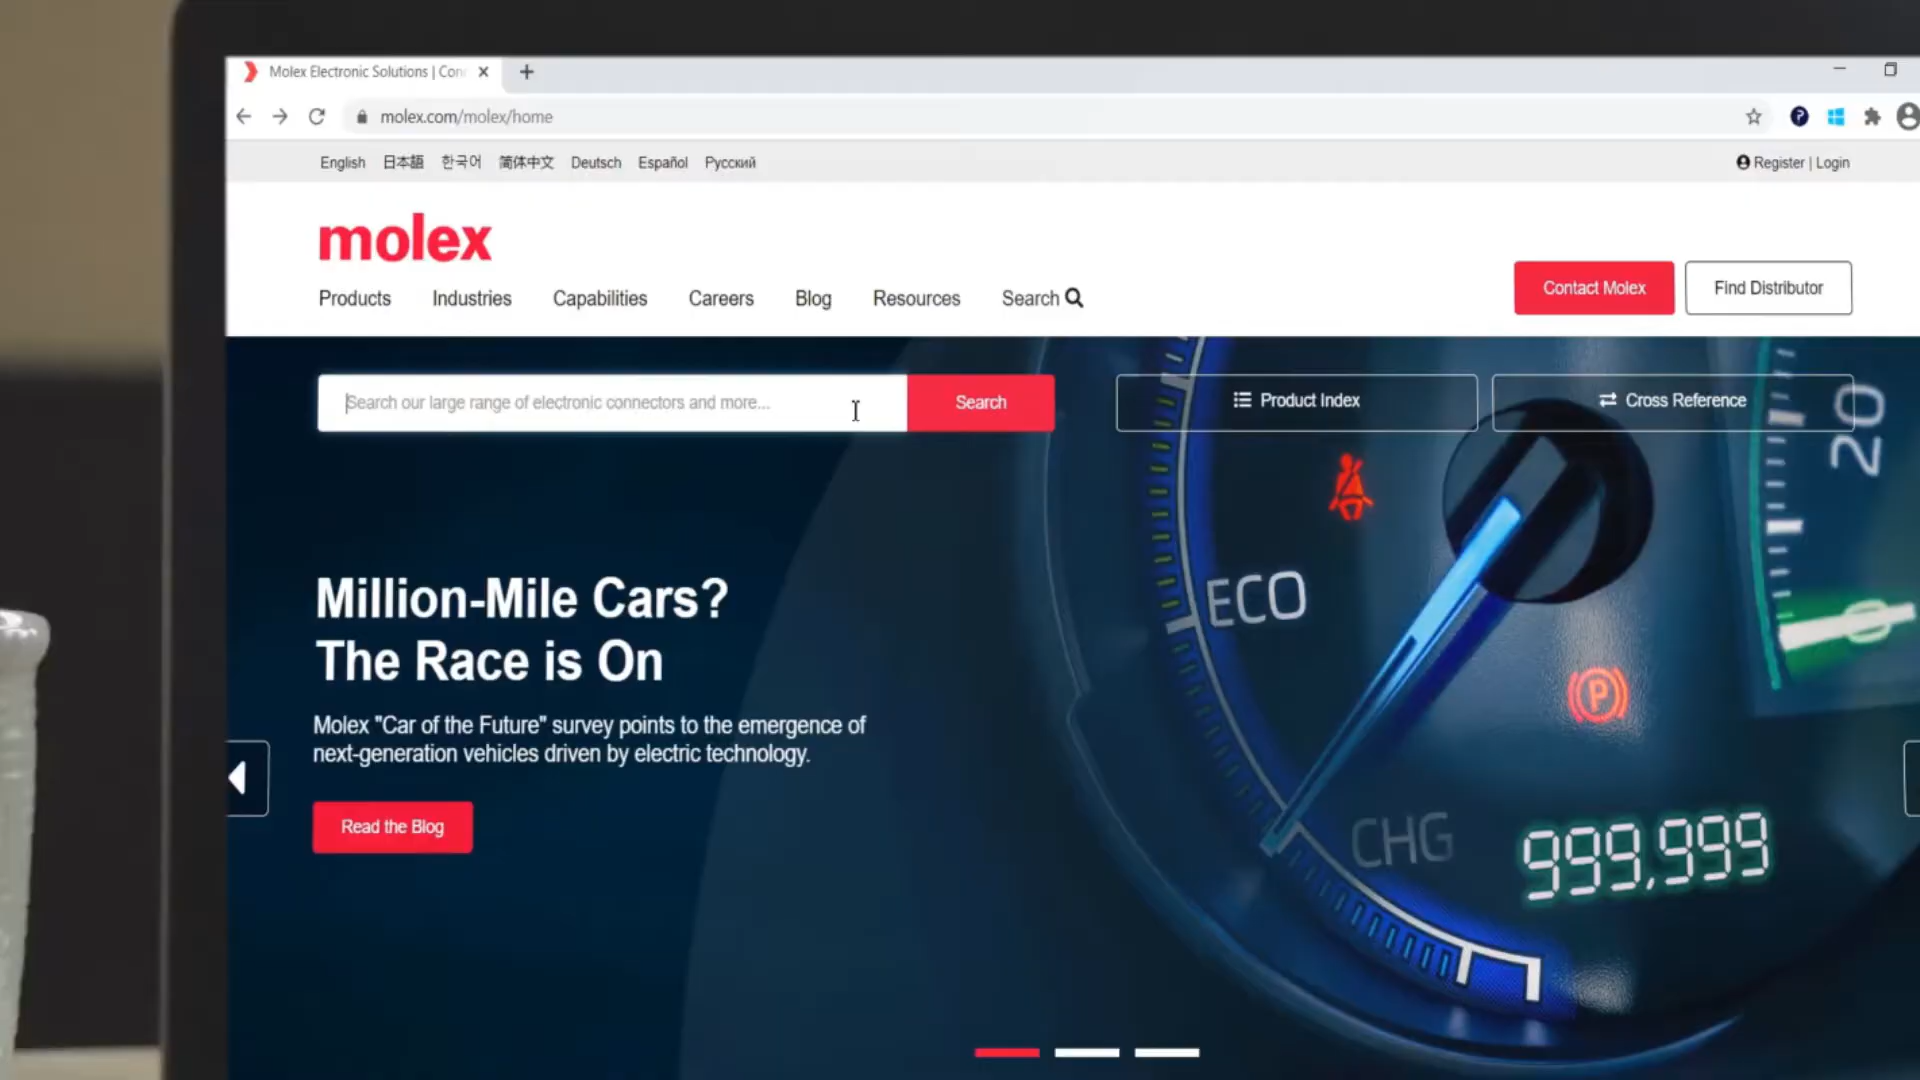 Molex Electronic Solutions | Con
molex.com/molex/home
English 日本語 한국어 简体中文 Deutsch Español Русский
Register | Login
molex
Products Industries Capabilities Careers Blog Resources Search
Contact Molex Find Distributor
Search our large range of electronic connectors and more... Search
Product Index Cross Reference
20
ECO
Million-Mile Cars?
The Race is On
P
Molex "Car of the Future" survey points to the emergence of
next-generation vehicles driven by electric technology.
Read the Blog
CHG
999,999